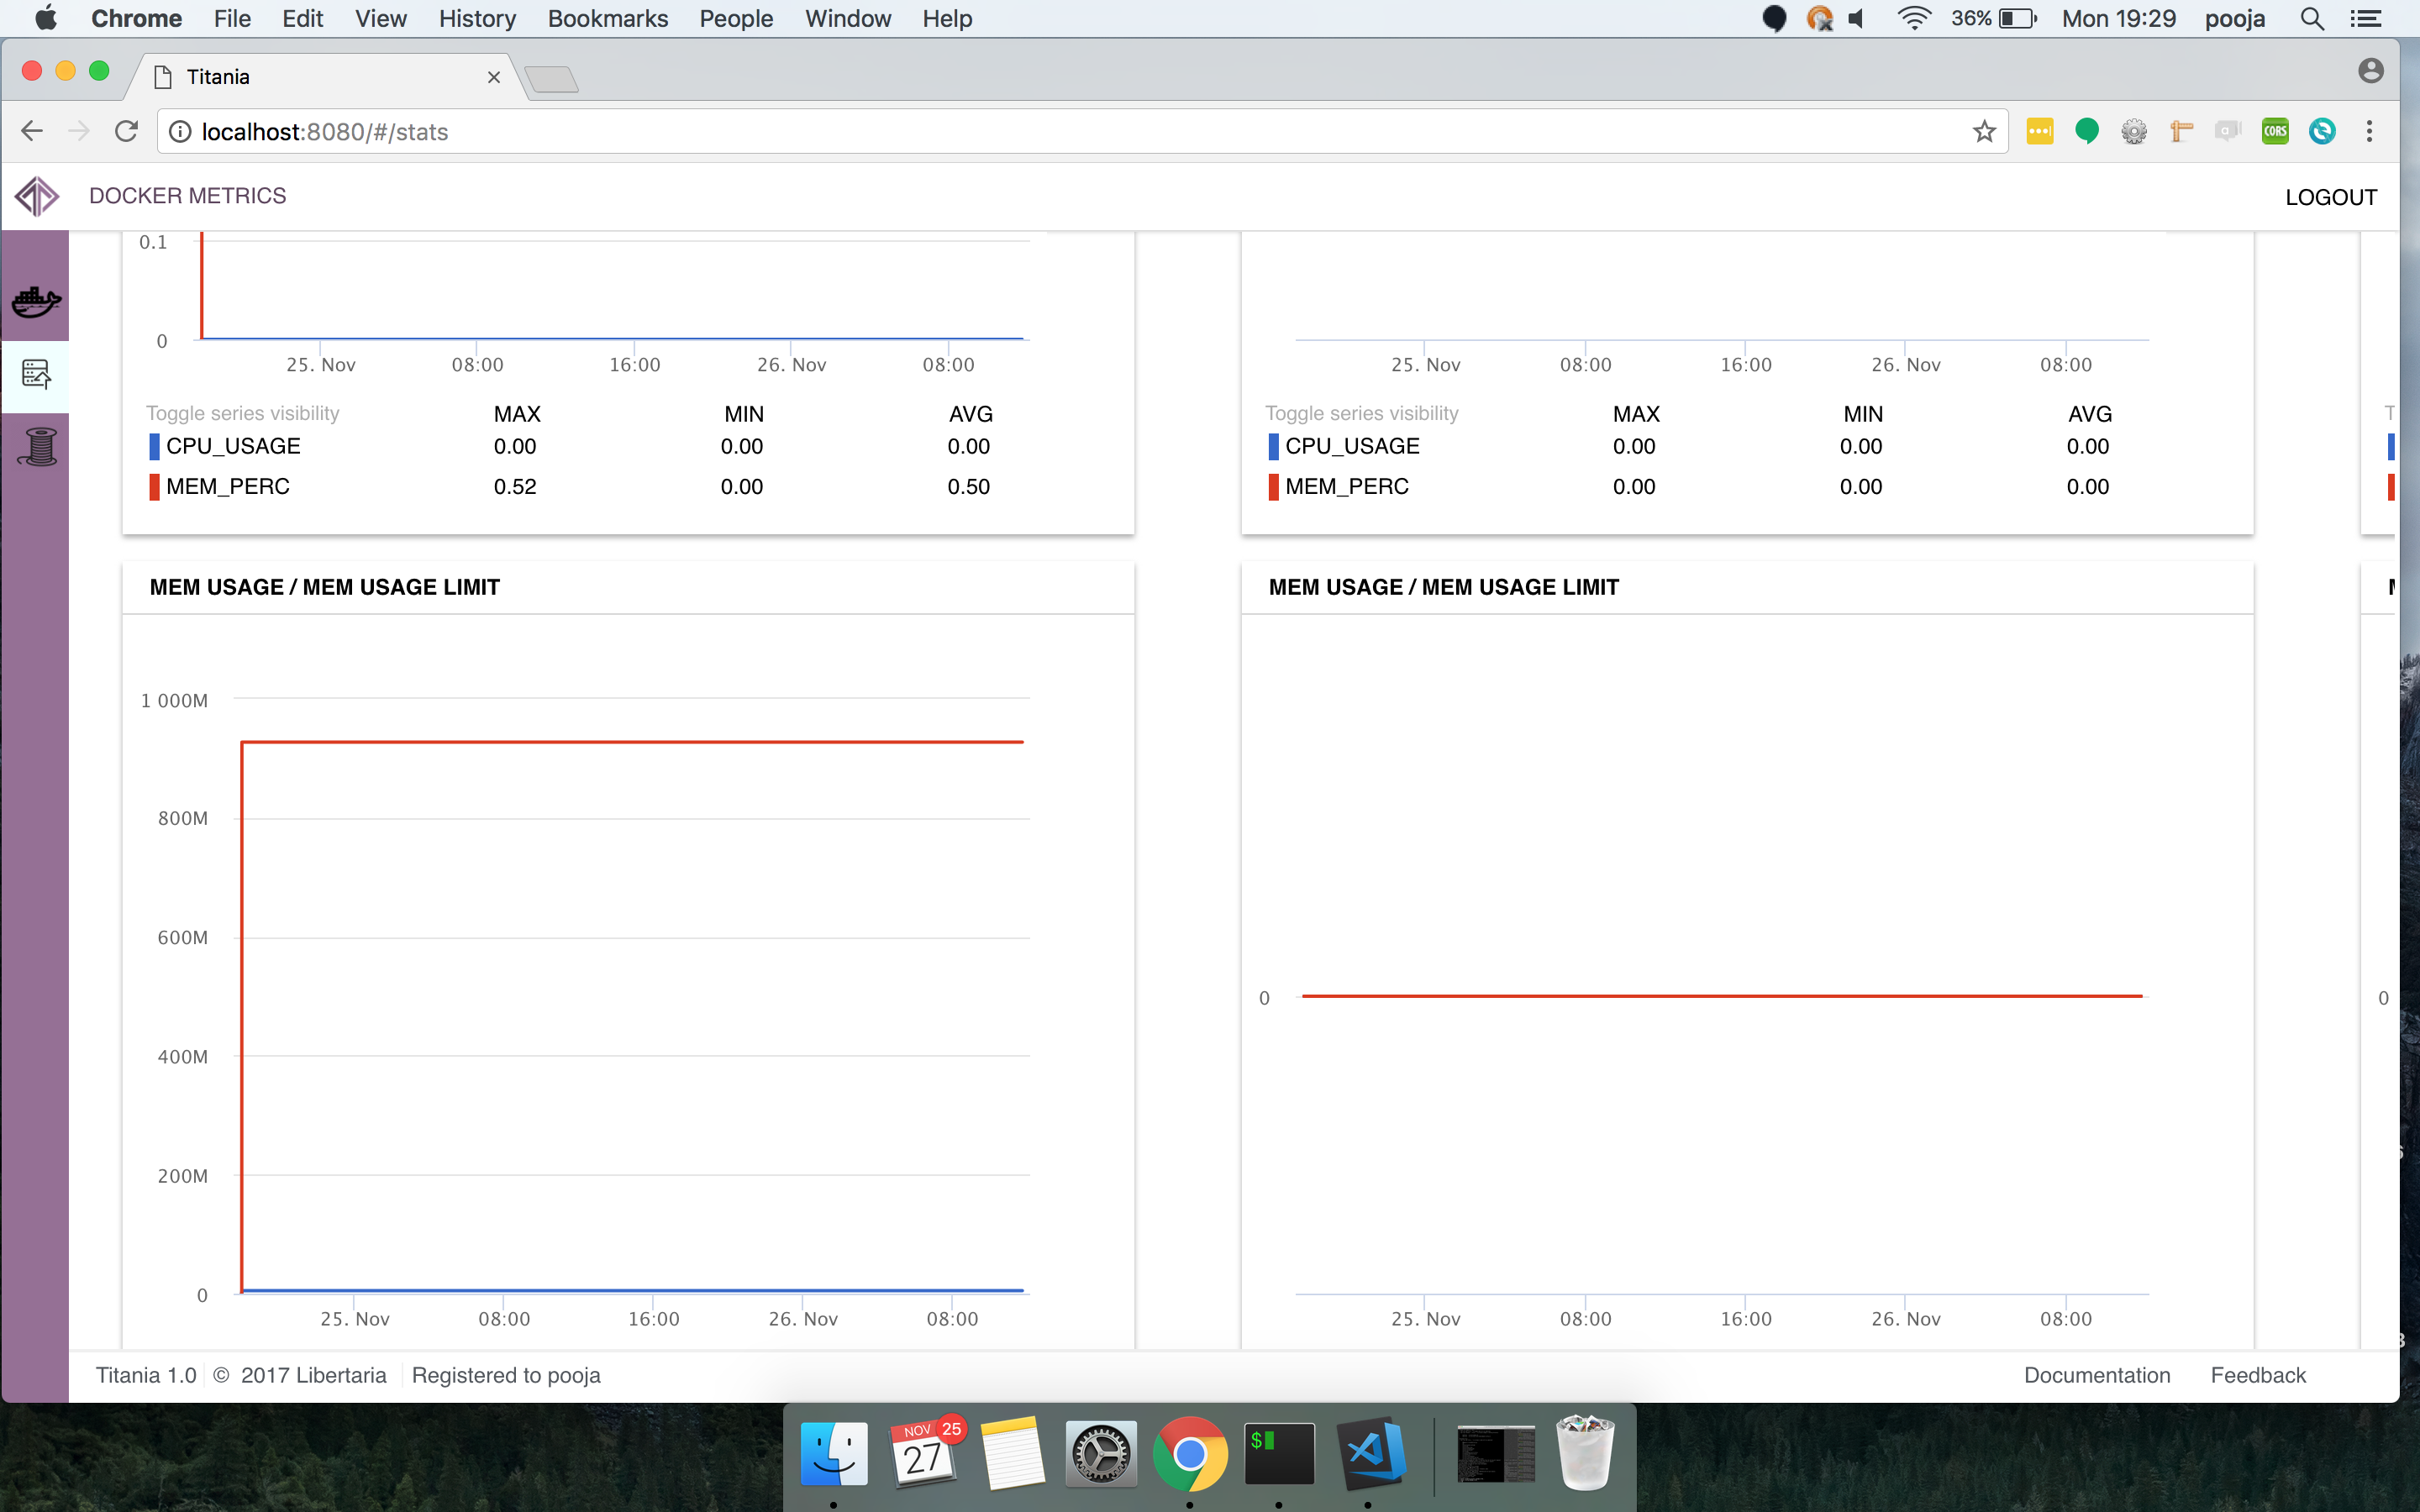 Chrome File Edit View History Bookmarks People Window Help 36% Mon 19:29 pooja
Titania
localhost:8080/#/stats CORS
DOCKER METRICS LOGOUT
0.1
0
25. Nov 08:00 16:00 26. Nov 08:00
Toggle series visibility MAX MIN AVG
CPU_USAGE 0.00 0.00 0.00
MEM_PERC 0.52 0.00 0.50
25. Nov 08:00 16:00 26. Nov 08:00
Toggle series visibility MAX MIN AVG
CPU_USAGE 0.00 0.00 0.00
MEM_PERC 0.00 0.00 0.00
MEM USAGE / MEM USAGE LIMIT
1 000M
800M
600M
400M
200M
0
25. Nov 08:00 16:00 26. Nov 08:00
MEM USAGE / MEM USAGE LIMIT
0
25. Nov 08:00 16:00 26. Nov 08:00
0
Titania 1.0 © 2017 Libertaria Registered to pooja Documentation Feedback
NOV 25
27
$